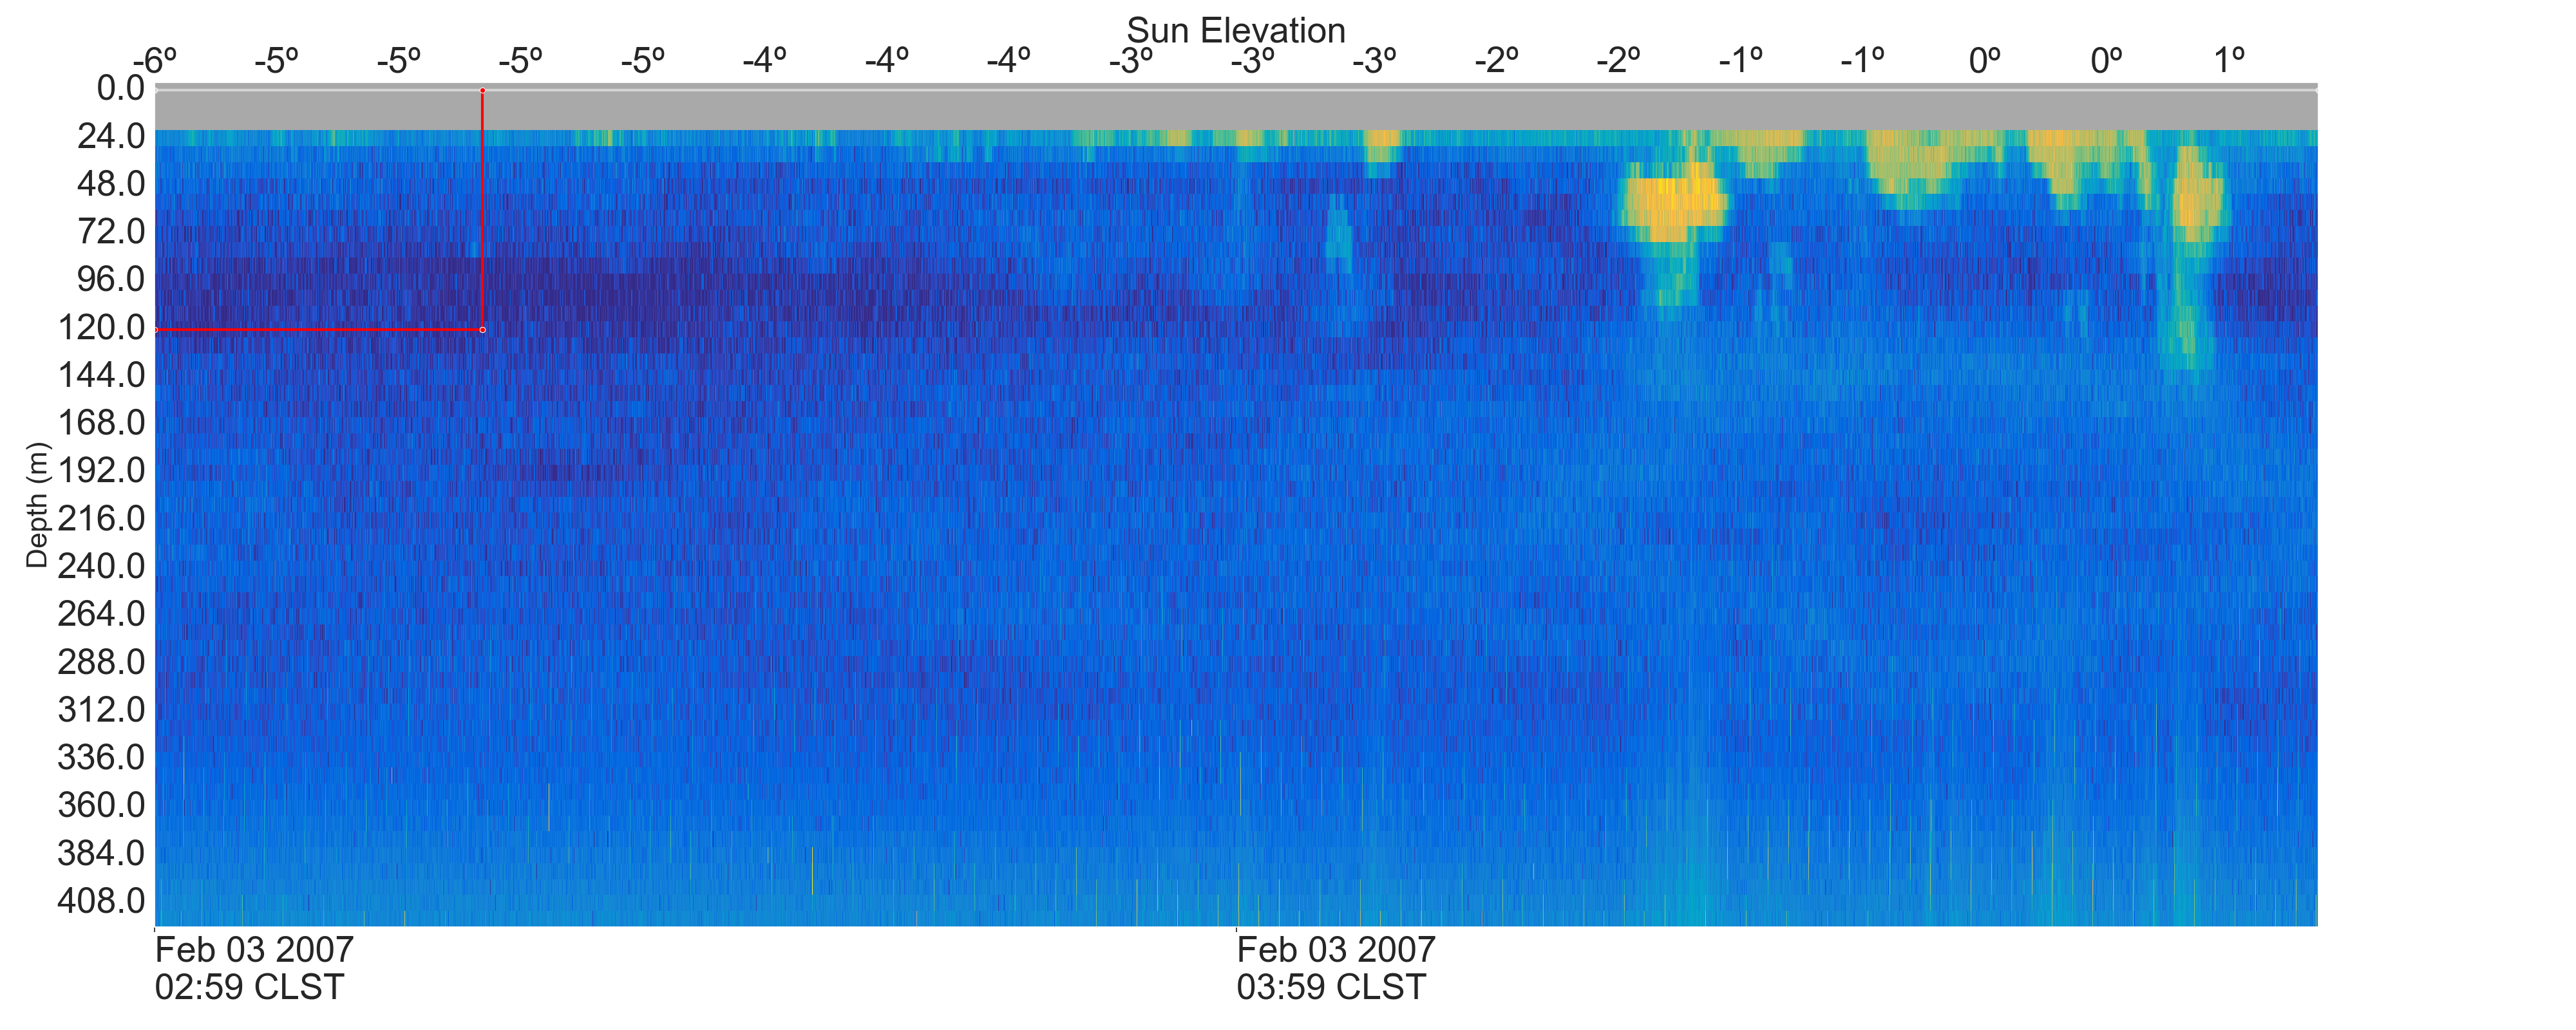 Sun Elevation
-6º -5º -5º -5º -5º -4º -4º -4º -3º -3º -3º -2º -2º -1º -1º 0º 0º 1º
0.0
24.0
48.0
72.0
96.0
120.0
144.0
168.0
192.0
216.0
240.0
264.0
288.0
312.0
336.0
360.0
384.0
408.0
Depth (m)
Feb 03 2007
02:59 CLST
Feb 03 2007
03:59 CLST